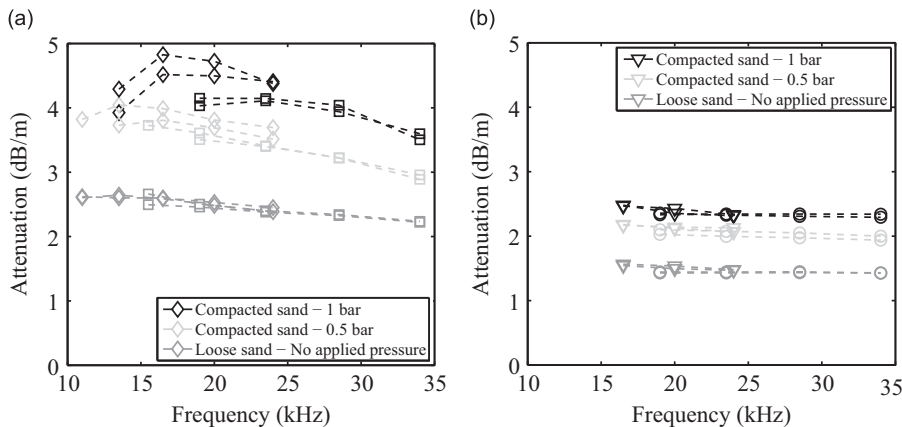 (a)
5
4
3
2
1
0
10
15
20
25
30
35
Attenuation (dB/m)
Frequency (kHz)
Compacted sand − 1 bar
Compacted sand − 0.5 bar
Loose sand − No applied pressure
(b)
5
4
3
2
1
0
10
15
20
25
30
35
Attenuation (dB/m)
Frequency (kHz)
Compacted sand − 1 bar
Compacted sand − 0.5 bar
Loose sand − No applied pressure